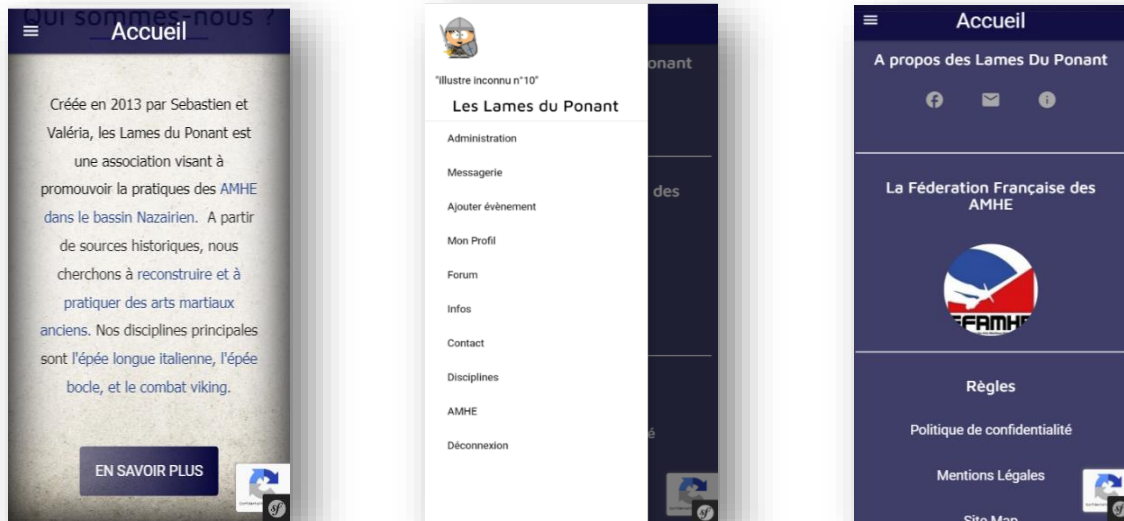 Qui sommes-nous ?
Accueil
Créée en 2013 par Sebastien et
Valéria, les Lames du Ponant est
une association visant à
promouvoir la pratiques des AMHE
dans le bassin Nazairien. A partir
de sources historiques, nous
cherchons à reconstruire et à
pratiquer des arts martiaux
anciens. Nos disciplines principales
sont l'épée longue italienne, l'épée
bocle, et le combat viking.
EN SAVOIR PLUS
sf
"illustre inconnu n°10"
Les Lames du Ponant
Administration
Messagerie
Ajouter évènement
Mon Profil
Forum
Infos
Contact
Disciplines
AMHE
Déconnexion
onant
des
é
sf
Accueil
A propos des Lames Du Ponant
La Féderation Française des
AMHE
FFAMHE
Règles
Politique de confidentialité
Mentions Légales
Site Map
sf